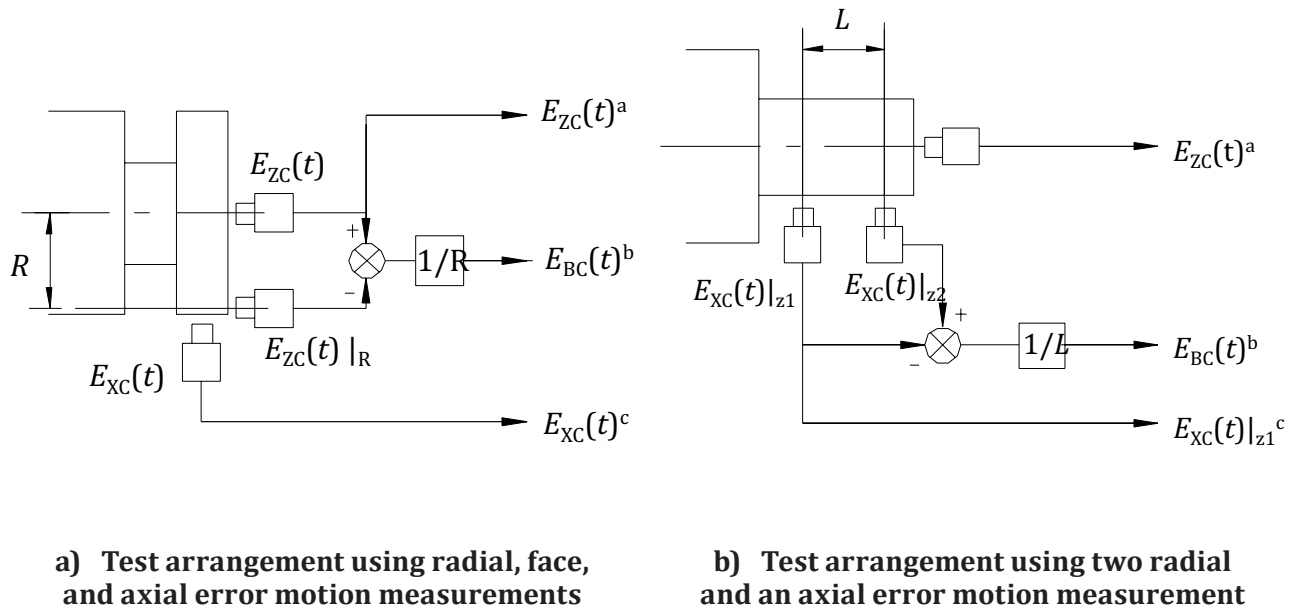 E_ZC(t)^a
E_ZC(t)
+
R
1/R
E_BC(t)^b
-
E_ZC(t) |_R
E_XC(t)
E_XC(t)^c
a) Test arrangement using radial, face,
and axial error motion measurements
L
E_ZC(t)^a
E_XC(t)|_z1
E_XC(t)|_z2
+
1/L
E_BC(t)^b
-
E_XC(t)|_z1^c
b) Test arrangement using two radial
and an axial error motion measurement